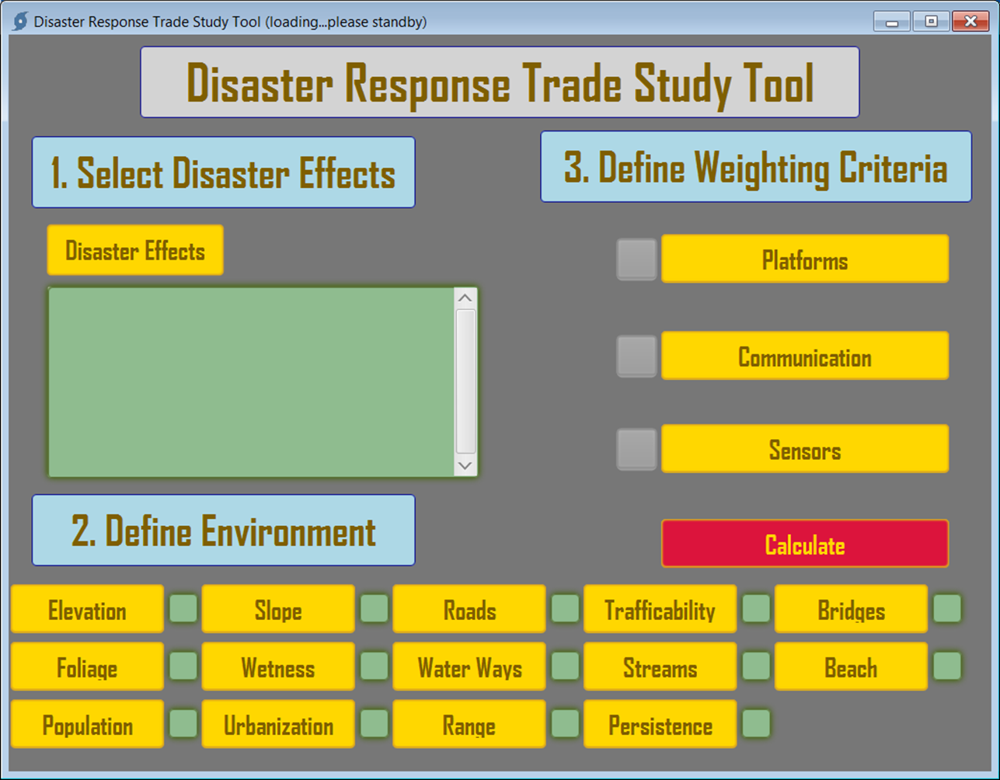 Disaster Response Trade Study Tool (loading...please standby)
Disaster Response Trade Study Tool
1. Select Disaster Effects
Disaster Effects
2. Define Environment
3. Define Weighting Criteria
Platforms
Communication
Sensors
Calculate
Elevation Slope Roads Trafficability Bridges
Foliage Wetness Water Ways Streams Beach
Population Urbanization Range Persistence